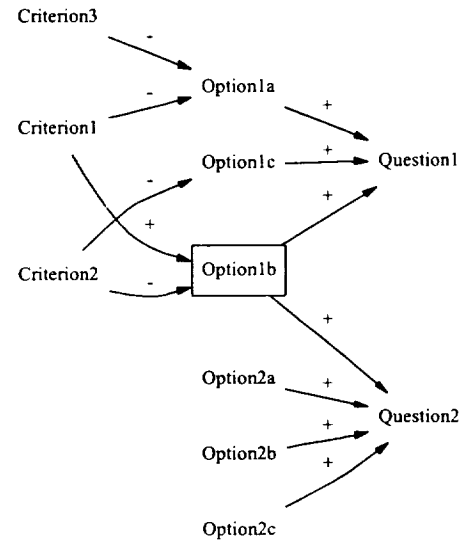 Criterion3
-
Option1a
-
+
Criterion1
+
Question1
Option1c
-
+
+
Criterion2
Option1b
-
+
Option2a
+
Question2
+
Option2b
+
Option2c